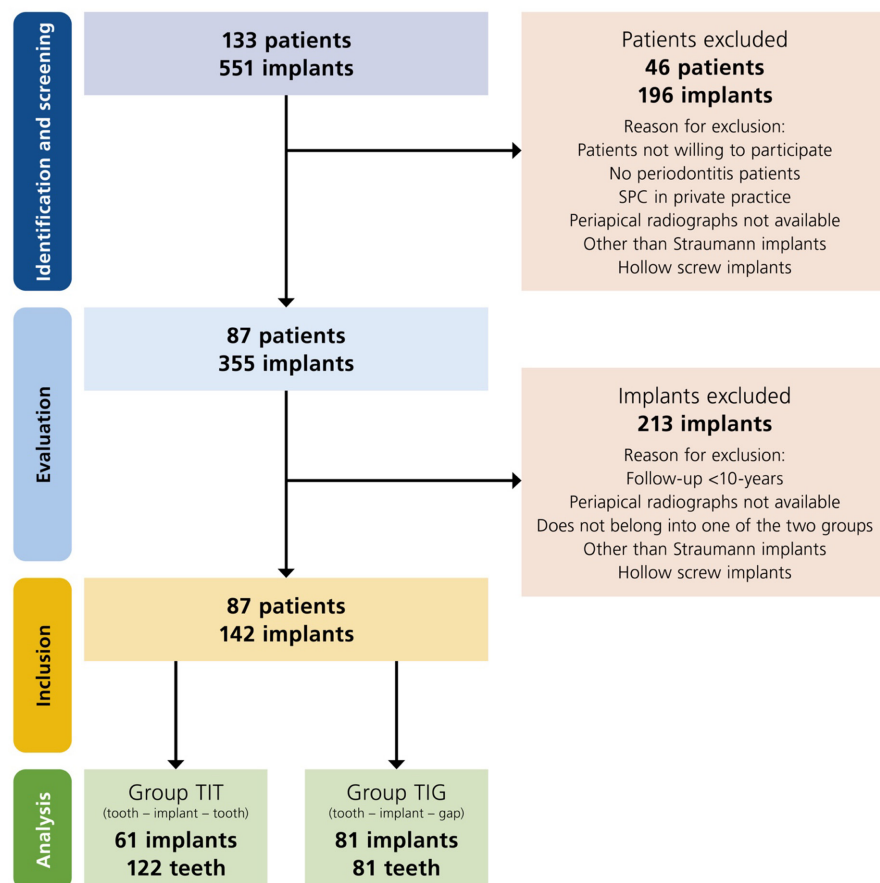 Identification and screening
133 patients
551 implants
Patients excluded
46 patients
196 implants
Reason for exclusion:
Patients not willing to participate
No periodontitis patients
SPC in private practice
Periapical radiographs not available
Other than Straumann implants
Hollow screw implants
Evaluation
87 patients
355 implants
Implants excluded
213 implants
Reason for exclusion:
Follow-up <10-years
Periapical radiographs not available
Does not belong into one of the two groups
Other than Straumann implants
Hollow screw implants
Inclusion
87 patients
142 implants
Analysis
Group TIT
(tooth – implant – tooth)
61 implants
122 teeth
Group TIG
(tooth – implant – gap)
81 implants
81 teeth